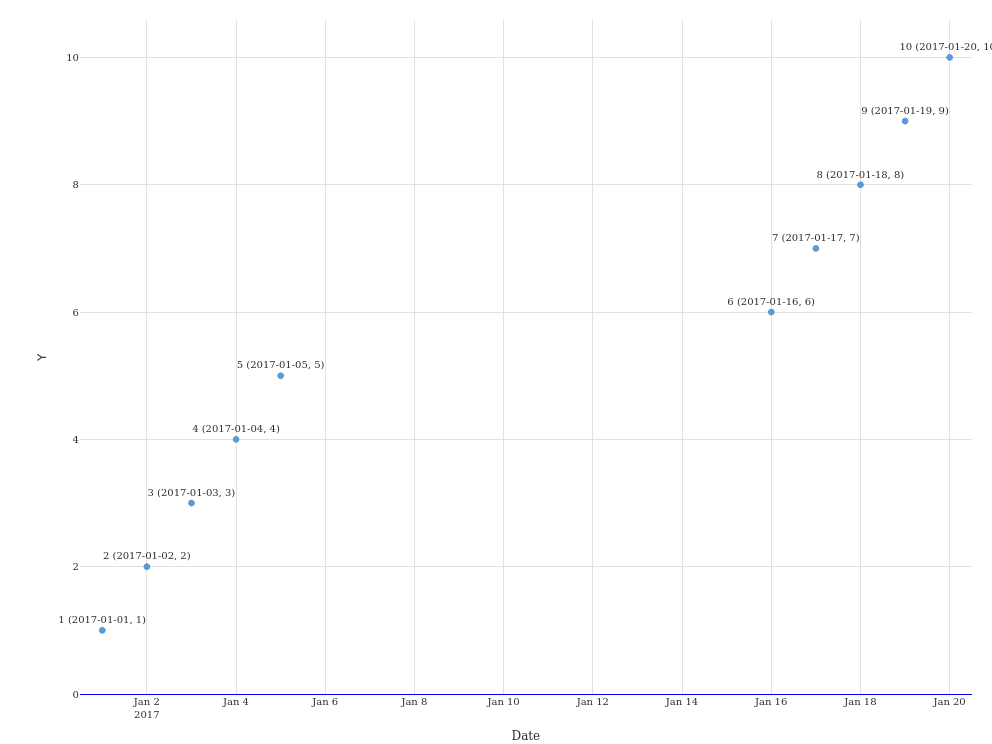 10 (2017-01-20, 10
10
9 (2017-01-19, 9)
8 (2017-01-18, 8)
8
7 (2017-01-17, 7)
6 (2017-01-16, 6)
6
Y
5 (2017-01-05, 5)
4 (2017-01-04, 4)
4
3 (2017-01-03, 3)
2 (2017-01-02, 2)
2
1 (2017-01-01, 1)
0
Jan 2 Jan 4 Jan 6 Jan 8 Jan 10 Jan 12 Jan 14 Jan 16 Jan 18 Jan 20
2017
Date